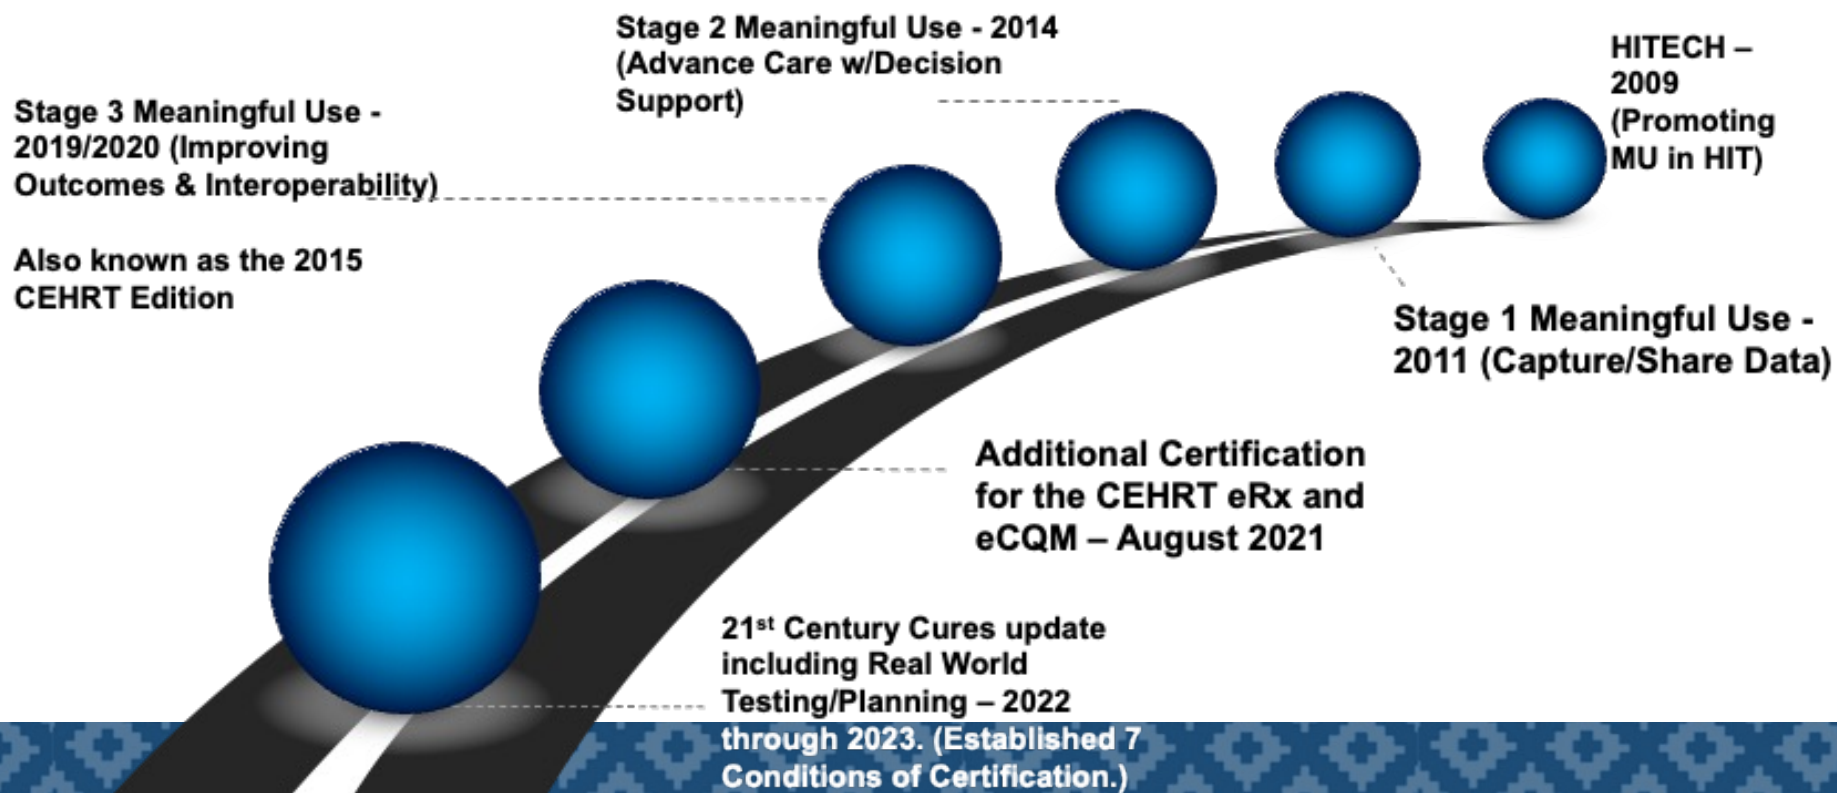 Stage 2 Meaningful Use - 2014
(Advance Care w/Decision
Support)
HITECH –
2009
(Promoting
MU in HIT)
Stage 3 Meaningful Use -
2019/2020 (Improving
Outcomes & Interoperability)
Also known as the 2015
CEHRT Edition
Stage 1 Meaningful Use -
2011 (Capture/Share Data)
Additional Certification
for the CEHRT eRx and
eCQM – August 2021
21st Century Cures update
including Real World
Testing/Planning – 2022
through 2023. (Established 7
Conditions of Certification.)